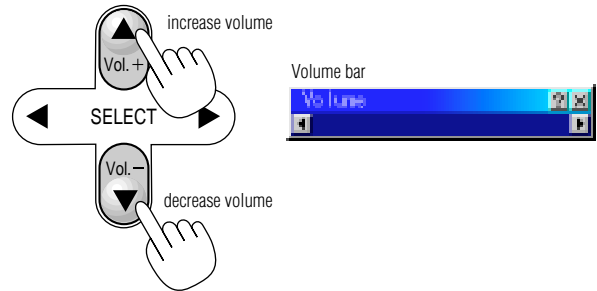 increase volume
Vol.+
Volume bar
Volume
SELECT
Vol.−
decrease volume